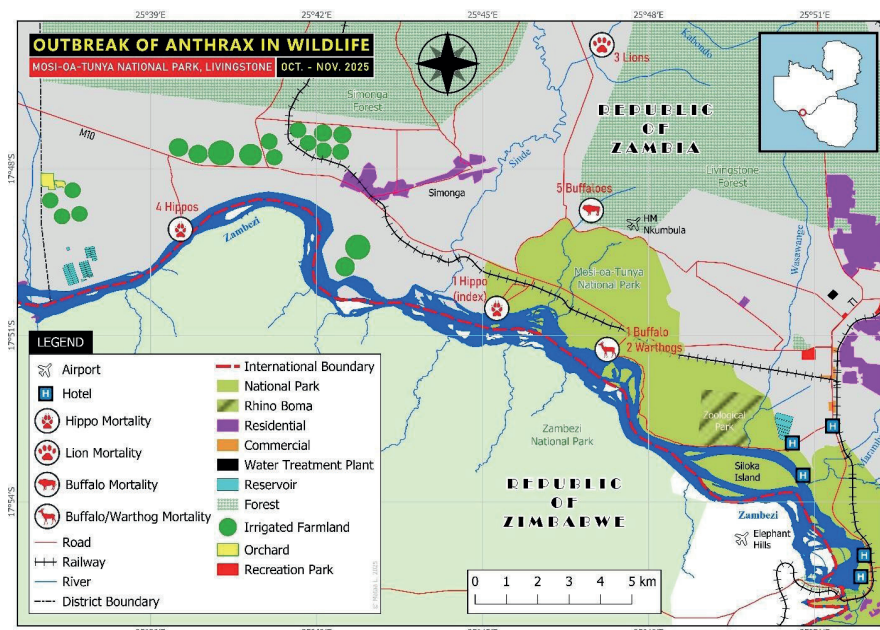 25°39'E 25°42'E 25°45'E 25°48'E 25°51'E
OUTBREAK OF ANTHRAX IN WILDLIFE
MOSI-OA-TUNYA NATIONAL PARK, LIVINGSTONE OCT. - NOV. 2025
3 Lions
Kabondo
REPUBLIC
OF
ZAMBIA
Simonga
Forest
M10
17°48'S
Sinde
Simonga
Livingstone
Forest
5 Buffaloes
HM
Nkumbula
4 Hippos
Zambezi
Wasawange
1 Hippo
(index)
Mosi-oa-Tunya
National Park
T1
17°51'S
1 Buffalo
2 Warthogs
Zoological
Park
Zambezi
National Park
Maramba
Siloka
Island
17°54'S
REPUBLIC
OF
ZIMBABWE
Zambezi
Elephant
Hills
LEGEND
Airport
H Hotel
Hippo Mortality
Lion Mortality
Buffalo Mortality
Buffalo/Warthog Mortality
Road
Railway
River
District Boundary
International Boundary
National Park
Rhino Boma
Residential
Commercial
Water Treatment Plant
Reservoir
Forest
Irrigated Farmland
Orchard
Recreation Park
0 1 2 3 4 5 km
H
H
H
H
H